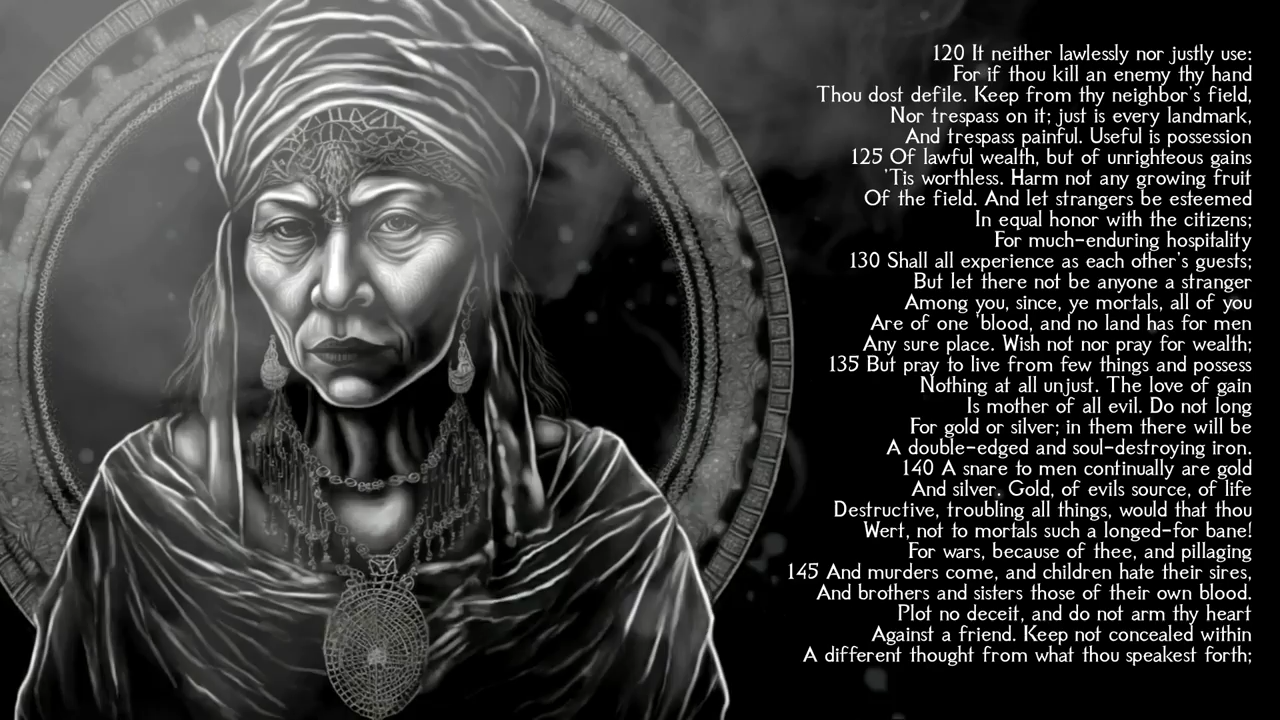 120 It neither lawlessly nor justly use:
For if thou kill an enemy thy hand
Thou dost defile. Keep from thy neighbor's field,
Nor trespass on it; just is every landmark,
And trespass painful. Useful is possession
125 Of lawful wealth, but of unrighteous gains
'Tis worthless. Harm not any growing fruit
Of the field. And let strangers be esteemed
In equal honor with the citizens;
For much-enduring hospitality
130 Shall all experience as each other's guests;
But let there not be anyone a stranger
Among you, since, ye mortals, all of you
Are of one 'blood, and no land has for men
Any sure place. Wish not nor pray for wealth;
135 But pray to live from few things and possess
Nothing at all unjust. The love of gain
Is mother of all evil. Do not long
For gold or silver; in them there will be
A double-edged and soul-destroying iron.
140 A snare to men continually are gold
And silver. Gold, of evils source, of life
Destructive, troubling all things, would that thou
Wert, not to mortals such a longed-for bane!
For wars, because of thee, and pillaging
145 And murders come, and children hate their sires,
And brothers and sisters those of their own blood.
Plot no deceit, and do not arm thy heart
Against a friend. Keep not concealed within
A different thought from what thou speakest forth;